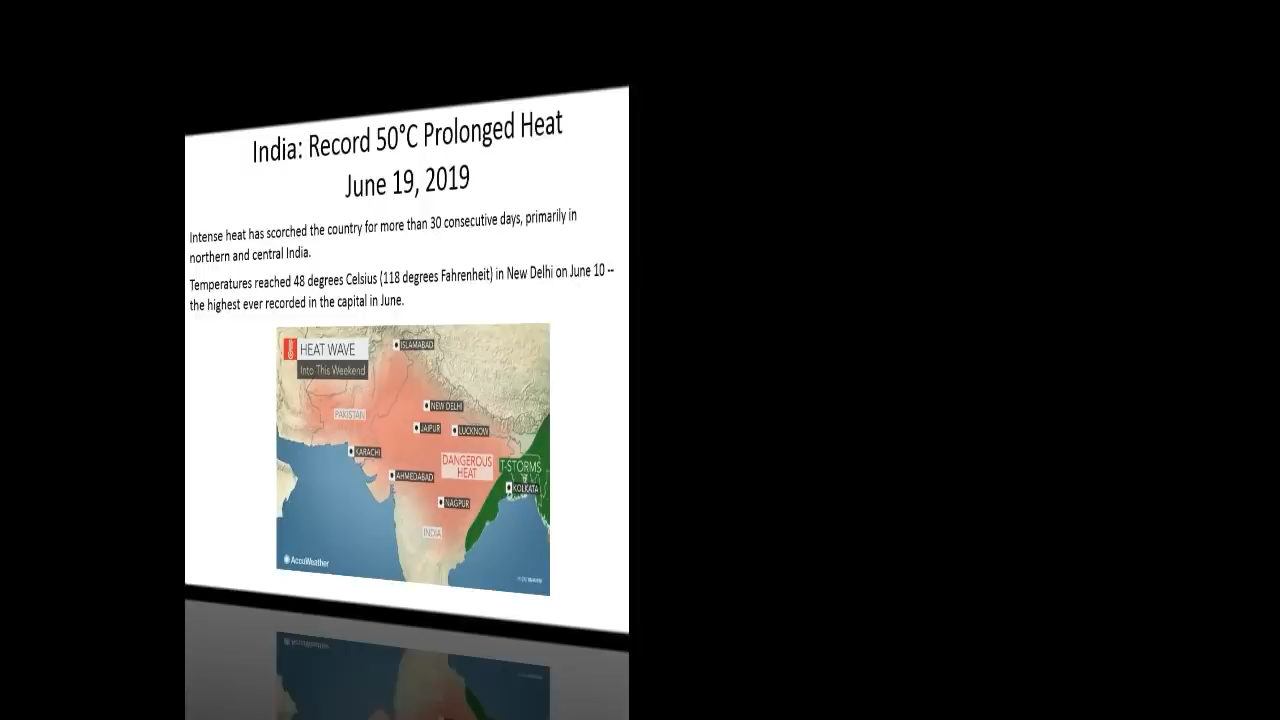 India: Record 50°C Prolonged Heat
June 19, 2019
Intense heat has scorched the country for more than 30 consecutive days, primarily in
northern and central India.
Temperatures reached 48 degrees Celsius (118 degrees Fahrenheit) in New Delhi on June 10 --
the highest ever recorded in the capital in June.
HEAT WAVE
Into This Weekend
ISLAMABAD
NEW DELHI
PAKISTAN
JAIPUR
LUCKNOW
KARACHI
DANGEROUS
HEAT
T-STORMS
AHMEDABAD
KOLKATA
NAGPUR
INDIA
AccuWeather